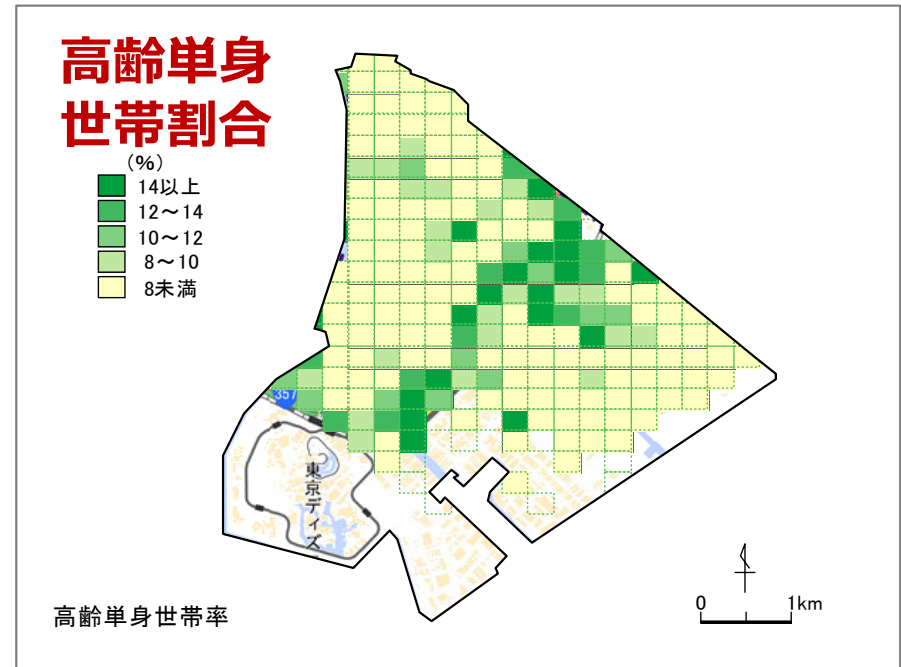 高齢単身
世帯割合
(%)
14以上
12～14
10～12
8～10
8未満
357
東京ディズ
高齢単身世帯率
0 1km